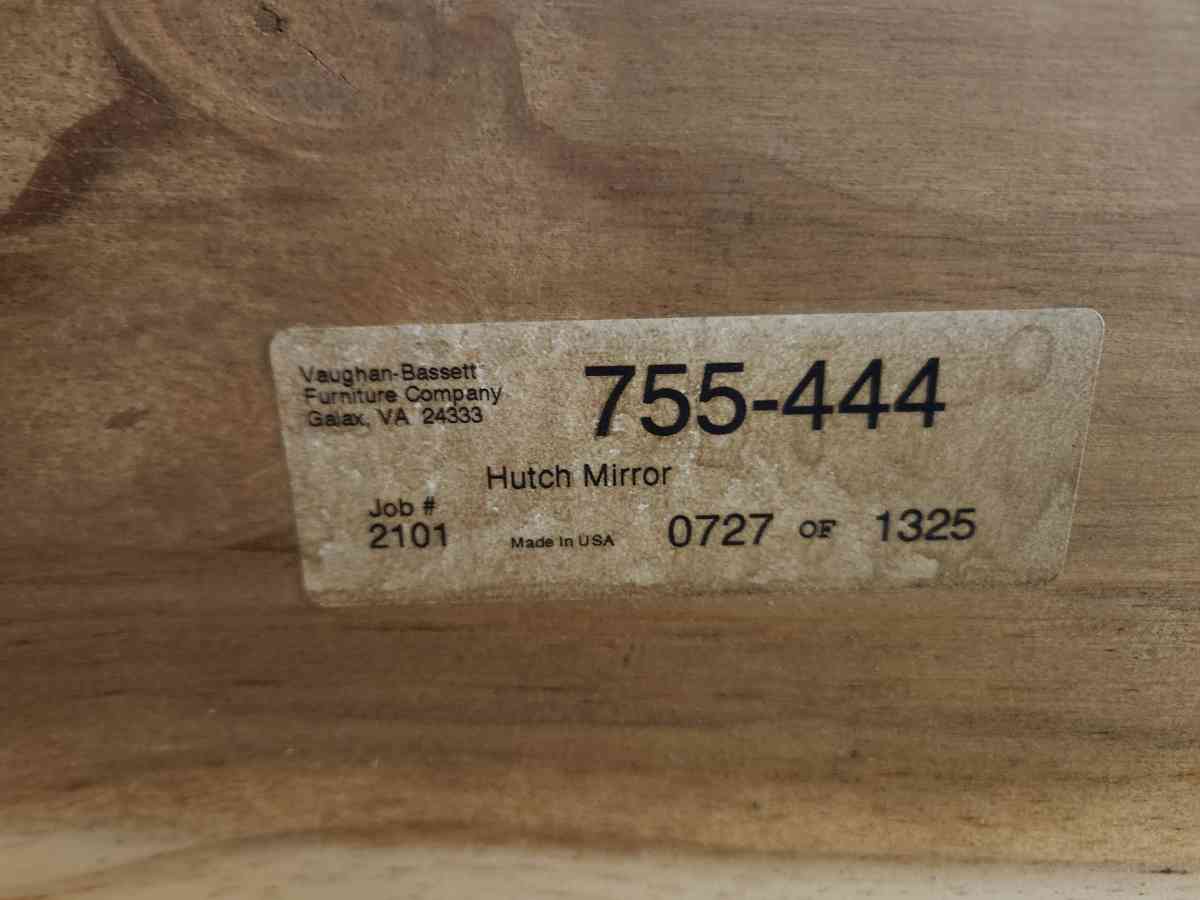 Vaughan-Bassett
Furniture Company
Galax, VA 24333
755-444
Hutch Mirror
Job #
2101
Made In USA
0727 OF 1325